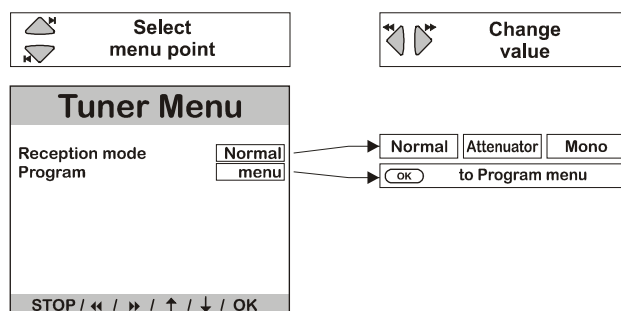 Select
menu point
Change
value
Tuner Menu
Reception mode Normal
Program menu
STOP / ◄◄ / ►► / ↑ / ↓ / OK
Normal Attenuator Mono
OK to Program menu